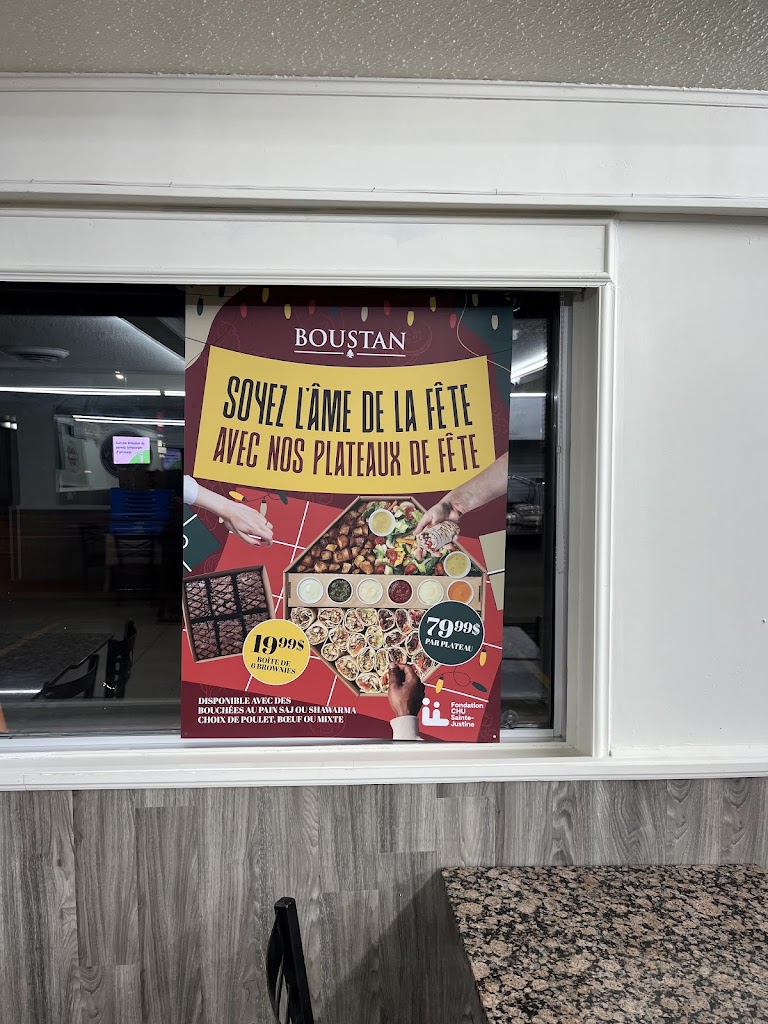 BOUSTAN
SOYEZ L'ÂME DE LA FÊTE
AVEC NOS PLATEAUX DE FÊTE
19.99$
BOÎTE DE
6 BROWNIES
79.99$
PAR PLATEAU
DISPONIBLE AVEC DES
BOUCHÉES AU PAIN SAJ OU SHAWARMA
CHOIX DE POULET, BŒUF OU MIXTE
Fondation
CHU
Sainte-
Justine